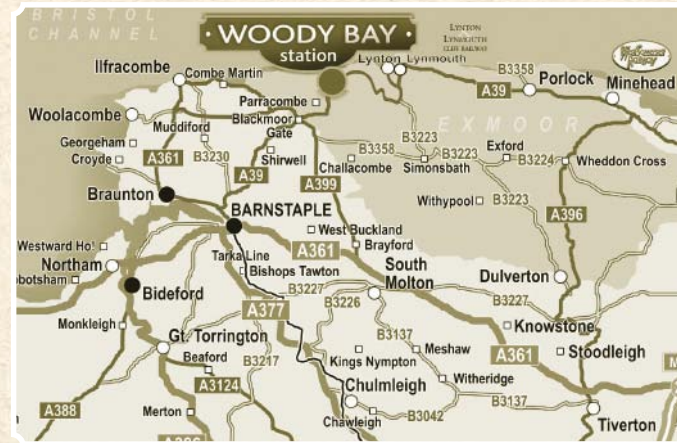 BRISTOL
CHANNEL
WOODY BAY
station
LYNTON
LYNMOUTH
CLIFF RAILWAY
Ilfracombe
Combe Martin
Lynton
Lynmouth
B3358
Porlock
A39
Minehead
Woolacombe
Parracombe
Blackmoor
Gate
EXMOOR
Georgeham
Muddiford
B3223
Croyde
A361
B3230
Shirwell
B3358
B3223
Exford
A39
A399
Challacombe
Simonsbath
B3224
Wheddon Cross
Braunton
Withypool
B3223
A396
BARNSTAPLE
West Buckland
Westward Ho!
Tarka Line
A361
Brayford
Northam
Bishops Tawton
South
Molton
Dulverton
bbotsham
B3227
Bideford
B3226
B3227
A377
Knowstone
Monkleigh
Gt. Torrington
B3137
A361
Stoodleigh
Beaford
B3217
Kings Nympton
Meshaw
A3124
Chulmleigh
Witheridge
A388
Merton
B3042
B3137
Chawleigh
Tiverton